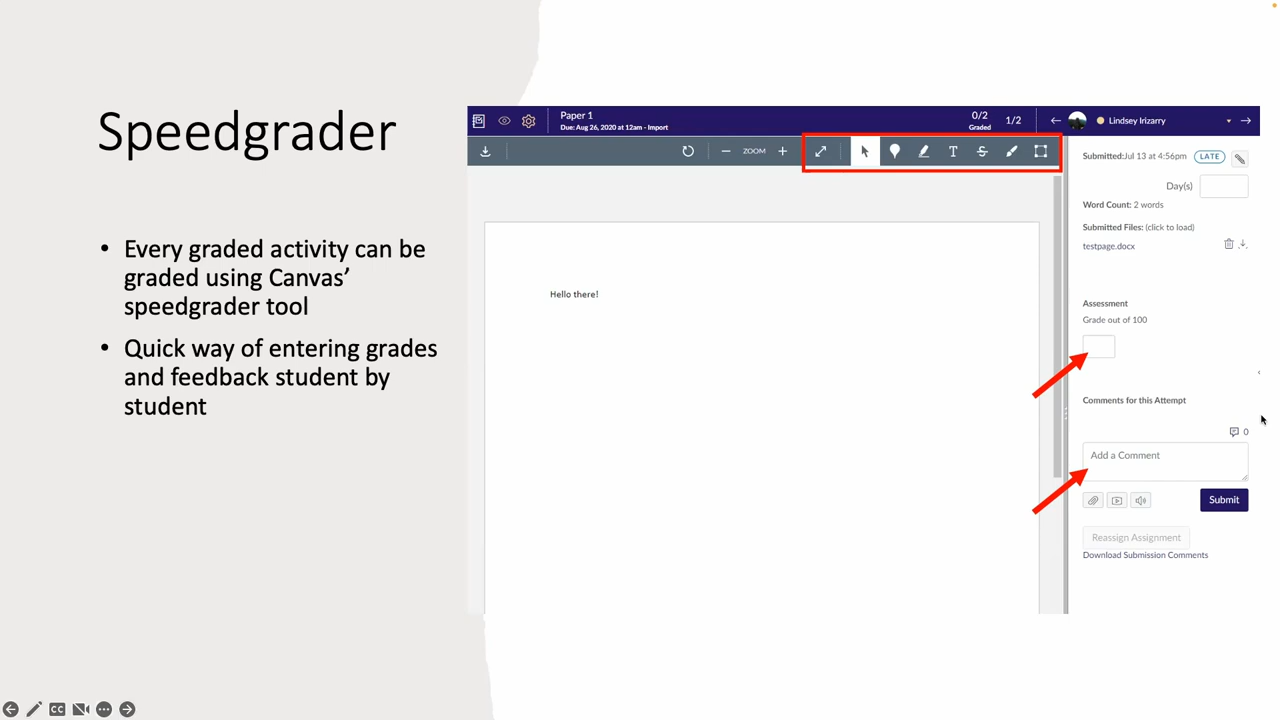 Speedgrader
• Every graded activity can be
graded using Canvas’
speedgrader tool
• Quick way of entering grades
and feedback student by
student
Paper 1
Due: Aug 26, 2020 at 12am - Import
0/2
Graded
1/2
Lindsey Irizarry
ZOOM
T
S
Hello there!
Submitted:Jul 13 at 4:56pm
LATE
Day(s)
Word Count: 2 words
Submitted Files: (click to load)
testpage.docx
Assessment
Grade out of 100
Comments for this Attempt
0
Add a Comment
Submit
Reassign Assignment
Download Submission Comments
CC